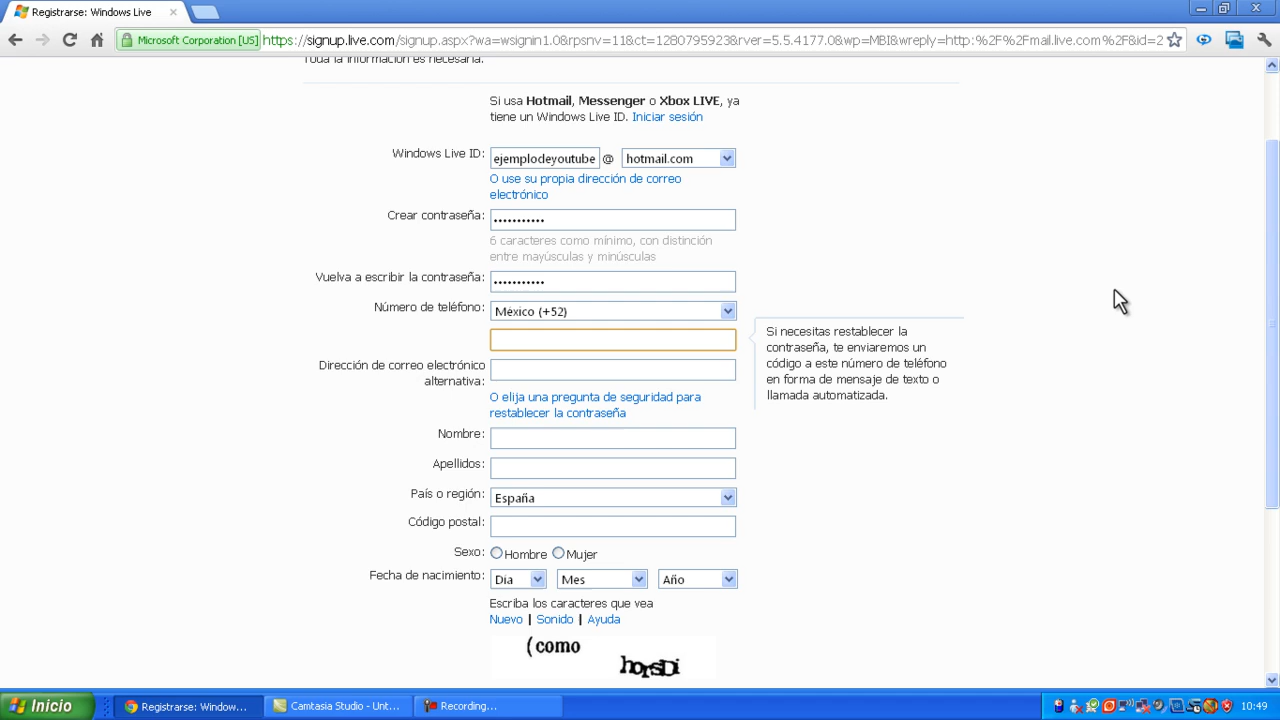 Registrarse: Windows Live
Microsoft Corporation [US] https://signup.live.com/signup.aspx?wa=wsignin1.0&rpsnv=11&ct=1280795923&rver=5.5.4177.0&wp=MBI&wreply=http:%2F%2Fmail.live.com%2F&id=2
Toda la información es necesaria.
Si usa Hotmail, Messenger o Xbox LIVE, ya
tiene un Windows Live ID. Iniciar sesión
Windows Live ID: ejemplodeyoutube @ hotmail.com
O use su propia dirección de correo
electrónico
Crear contraseña: •••••••••••
6 caracteres como mínimo, con distinción
entre mayúsculas y minúsculas
Vuelva a escribir la contraseña: •••••••••••
Número de teléfono: México (+52)
Si necesitas restablecer la
contraseña, te enviaremos un
código a este número de teléfono
en forma de mensaje de texto o
llamada automatizada.
Dirección de correo electrónico
alternativa:
O elija una pregunta de seguridad para
restablecer la contraseña
Nombre:
Apellidos:
País o región: España
Código postal:
Sexo: Hombre Mujer
Fecha de nacimiento: Día Mes Año
Escriba los caracteres que vea
Nuevo | Sonido | Ayuda
(como
Inicio Registrarse: Window... Camtasia Studio - Unt... Recording... 10:49